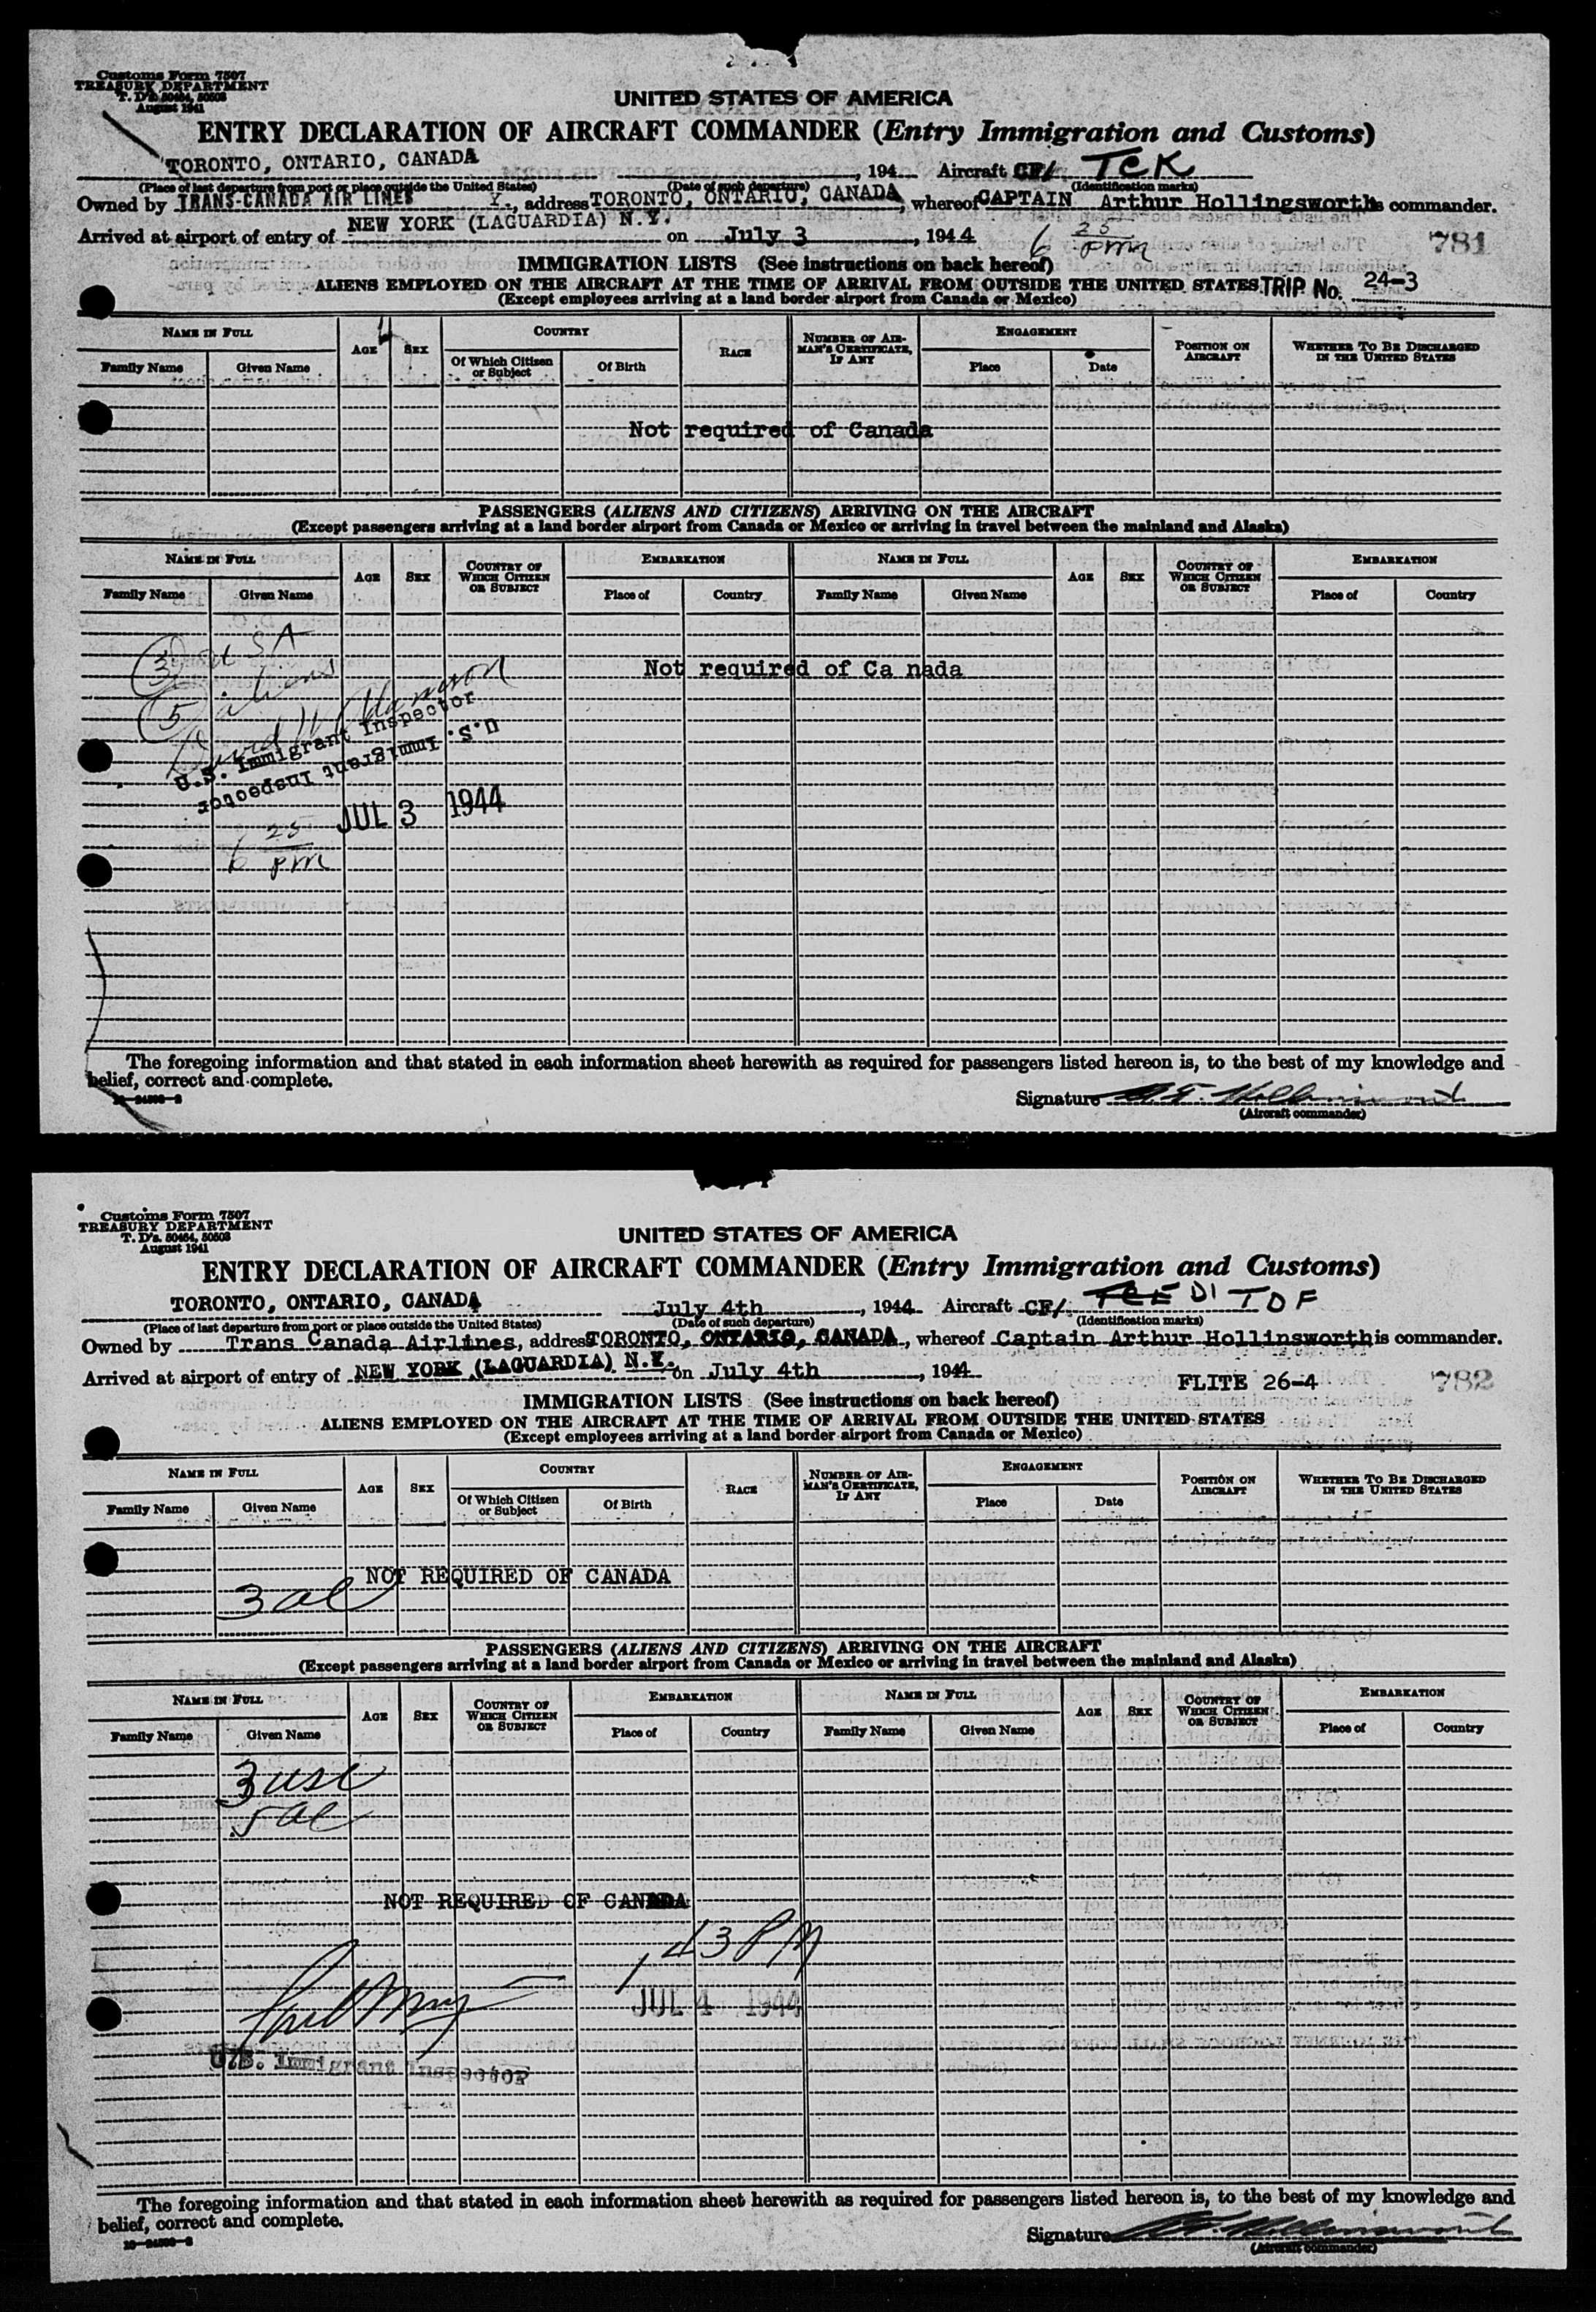 Customs Form 7507
TREASURY DEPARTMENT
T. D's. 50464, 50503
August 1941
UNITED STATES OF AMERICA
ENTRY DECLARATION OF AIRCRAFT COMMANDER (Entry Immigration and Customs)
TORONTO, ONTARIO, CANADA , 194 Aircraft CF/ TCK
(Place of last departure from port or place outside the United States) (Date of such departure) (Identification marks)
Owned by TRANS-CANADA AIR LINES , address TORONTO, ONTARIO, CANADA , whereof CAPTAIN Arthur Hollingsworth is commander.
Arrived at airport of entry of NEW YORK (LAGUARDIA) N.Y. on July 3 , 1944 6 25 pm 781
IMMIGRATION LISTS (See instructions on back hereof)
ALIENS EMPLOYED ON THE AIRCRAFT AT THE TIME OF ARRIVAL FROM OUTSIDE THE UNITED STATES TRIP No. 24-3
(Except employees arriving at a land border airport from Canada or Mexico)
NAME IN FULL AGE SEX COUNTRY RACE NUMBER OF AIRMAN'S CERTIFICATE, IF ANY ENGAGEMENT POSITION ON AIRCRAFT WHETHER TO BE DISCHARGED IN THE UNITED STATES
Family Name Given Name Of Which Citizen or Subject Of Birth Place Date
Not required of Canada
PASSENGERS (ALIENS AND CITIZENS) ARRIVING ON THE AIRCRAFT
(Except passengers arriving at a land border airport from Canada or Mexico or arriving in travel between the mainland and Alaska)
NAME IN FULL AGE SEX COUNTRY OF WHICH CITIZEN OR SUBJECT EMBARKATION NAME IN FULL AGE SEX COUNTRY OF WHICH CITIZEN OR SUBJECT EMBARKATION
Family Name Given Name Place of Country Family Name Given Name Place of Country
3
Not required of Ca nada
5 aliens
U.S. Immigrant Inspector
U.S. Immigrant Inspector
JUL 3 1944
6 25 pm
The foregoing information and that stated in each information sheet herewith as required for passengers listed hereon is, to the best of my knowledge and
belief, correct and complete.
Signature
(Aircraft commander)
Customs Form 7507
TREASURY DEPARTMENT
T. D's. 50464, 50503
August 1941
UNITED STATES OF AMERICA
ENTRY DECLARATION OF AIRCRAFT COMMANDER (Entry Immigration and Customs)
TORONTO, ONTARIO, CANADA July 4th , 1944 Aircraft CF/ TDF
(Place of last departure from port or place outside the United States) (Date of such departure) (Identification marks)
Owned by Trans Canada Airlines , address TORONTO, ONTARIO, CANADA , whereof Captain Arthur Hollinsworth is commander.
Arrived at airport of entry of NEW YORK (LAGUARDIA) N.Y. on July 4th , 1944
FLITE 26-4 782
IMMIGRATION LISTS (See instructions on back hereof)
ALIENS EMPLOYED ON THE AIRCRAFT AT THE TIME OF ARRIVAL FROM OUTSIDE THE UNITED STATES
(Except employees arriving at a land border airport from Canada or Mexico)
NAME IN FULL AGE SEX COUNTRY RACE NUMBER OF AIRMAN'S CERTIFICATE, IF ANY ENGAGEMENT POSITION ON AIRCRAFT WHETHER TO BE DISCHARGED IN THE UNITED STATES
Family Name Given Name Of Which Citizen or Subject Of Birth Place Date
NOT REQUIRED OF CANADA
3 al
PASSENGERS (ALIENS AND CITIZENS) ARRIVING ON THE AIRCRAFT
(Except passengers arriving at a land border airport from Canada or Mexico or arriving in travel between the mainland and Alaska)
NAME IN FULL AGE SEX COUNTRY OF WHICH CITIZEN OR SUBJECT EMBARKATION NAME IN FULL AGE SEX COUNTRY OF WHICH CITIZEN OR SUBJECT EMBARKATION
Family Name Given Name Place of Country Family Name Given Name Place of Country
3 usc
5 al
NOT REQUIRED OF CANADA
1 43 PM
JUL 4 1944
U.S. Immigrant Inspector
The foregoing information and that stated in each information sheet herewith as required for passengers listed hereon is, to the best of my knowledge and
belief, correct and complete.
Signature
(Aircraft commander)